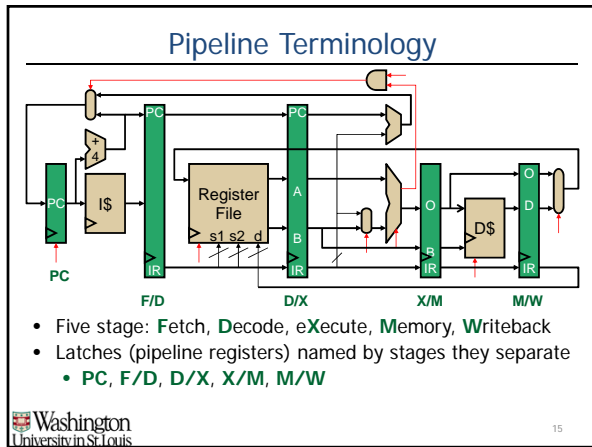 Pipeline Terminology
PC
PC
+
4
PC
I$
Register
File
s1 s2 d
A
B
O
B
D$
O
D
IR
IR
IR
IR
PC
F/D
D/X
X/M
M/W
• Five stage: Fetch, Decode, eXecute, Memory, Writeback
• Latches (pipeline registers) named by stages they separate
• PC, F/D, D/X, X/M, M/W
Washington
University in St. Louis
15